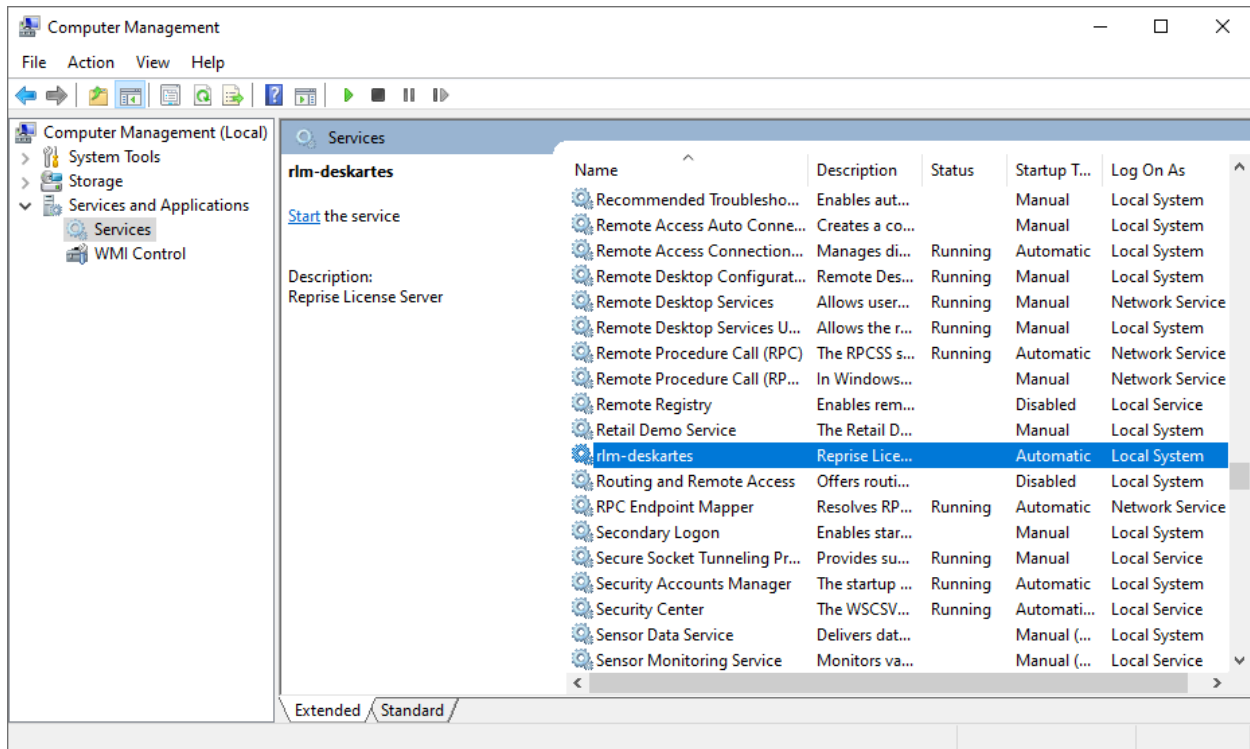 Computer Management
File Action View Help
Computer Management (Local)
System Tools
Storage
Services and Applications
Services
WMI Control
Services
rlm-deskartes
Start the service
Description:
Reprise License Server
Name Description Status Startup T... Log On As
Recommended Troublesho... Enables aut... Manual Local System
Remote Access Auto Conne... Creates a co... Manual Local System
Remote Access Connection... Manages di... Running Automatic Local System
Remote Desktop Configurat... Remote Des... Running Manual Local System
Remote Desktop Services Allows user... Running Manual Network Service
Remote Desktop Services U... Allows the r... Running Manual Local System
Remote Procedure Call (RPC) The RPCSS s... Running Automatic Network Service
Remote Procedure Call (RP... In Windows... Manual Network Service
Remote Registry Enables rem... Disabled Local Service
Retail Demo Service The Retail D... Manual Local System
rlm-deskartes Reprise Lice... Automatic Local System
Routing and Remote Access Offers routi... Disabled Local System
RPC Endpoint Mapper Resolves RP... Running Automatic Network Service
Secondary Logon Enables star... Manual Local System
Secure Socket Tunneling Pr... Provides su... Running Manual Local Service
Security Accounts Manager The startup ... Running Automatic Local System
Security Center The WSCSV... Running Automati... Local Service
Sensor Data Service Delivers dat... Manual (... Local System
Sensor Monitoring Service Monitors va... Manual (... Local Service
Extended Standard